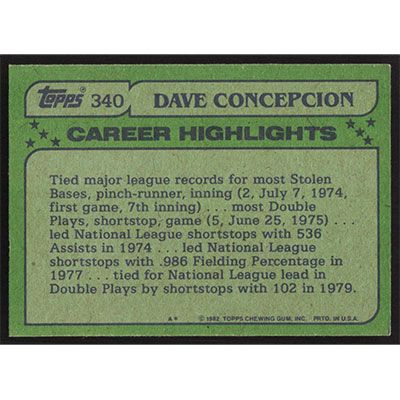 Topps 340 DAVE CONCEPCION
CAREER HIGHLIGHTS
Tied major league records for most Stolen
Bases, pinch-runner, inning (2, July 7, 1974,
first game, 7th inning) . . . most Double
Plays, shortstop, game (5, June 25, 1975) . . .
led National League shortstops with 536
Assists in 1974 . . . led National League
shortstops with .986 Fielding Percentage in
1977 . . . tied for National League lead in
Double Plays by shortstops with 102 in 1979.
A* © 1982 TOPPS CHEWING GUM, INC. PRTD. IN U.S.A.